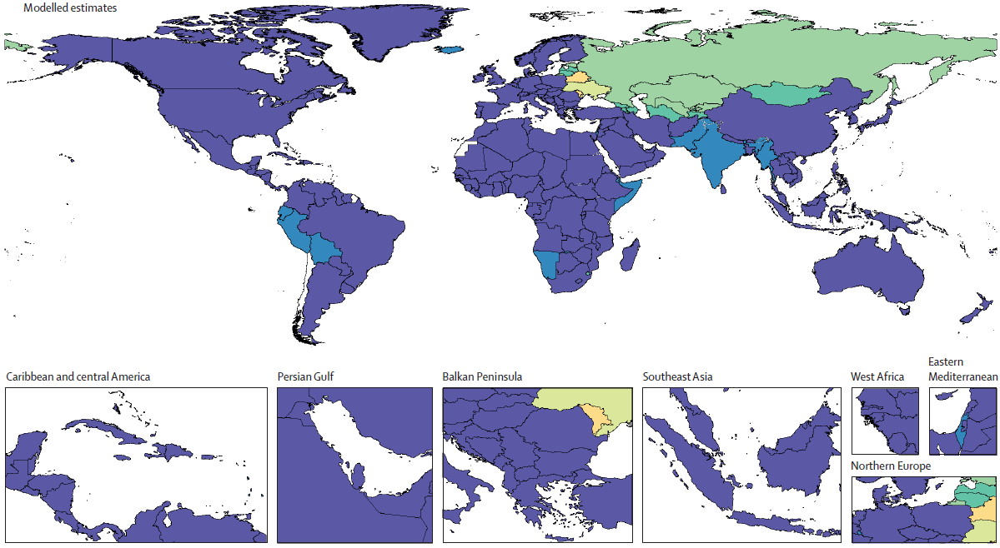 Modelled estimates
Caribbean and central America
Persian Gulf
Balkan Peninsula
Southeast Asia
West Africa
Eastern
Mediterranean
Northern Europe